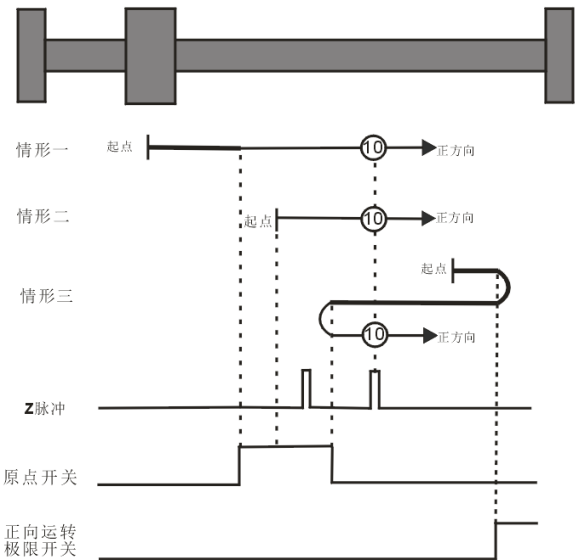 情形一 起点 10 正方向
情形二 起点 10 正方向
情形三 起点
10 正方向
Z脉冲
原点开关
正向运转
极限开关